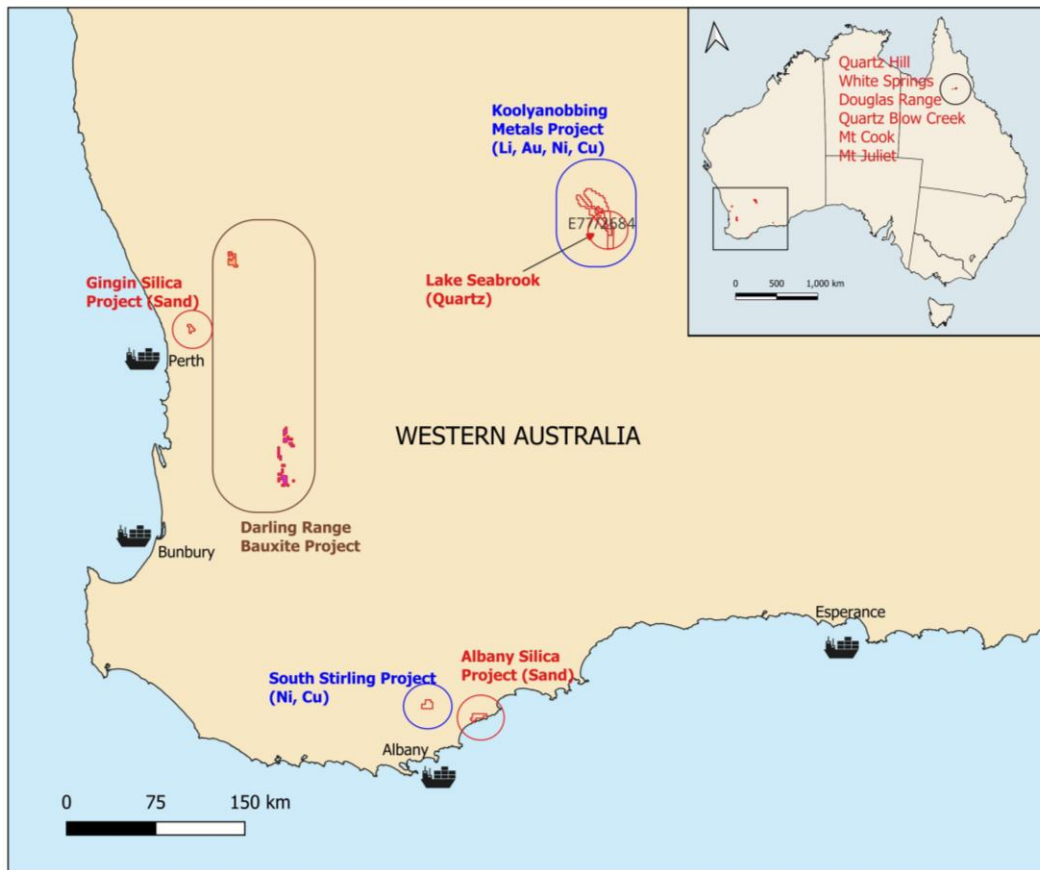 Koolyanobbing
Metals Project
(Li, Au, Ni, Cu)
E77/2684
Lake Seabrook
(Quartz)
Quartz Hill
White Springs
Douglas Range
Quartz Blow Creek
Mt Cook
Mt Juliet
0 500 1,000 km
Gingin Silica
Project (Sand)
Perth
WESTERN AUSTRALIA
Darling Range
Bauxite Project
Bunbury
Esperance
South Stirling Project
(Ni, Cu)
Albany Silica
Project (Sand)
Albany
0 75 150 km